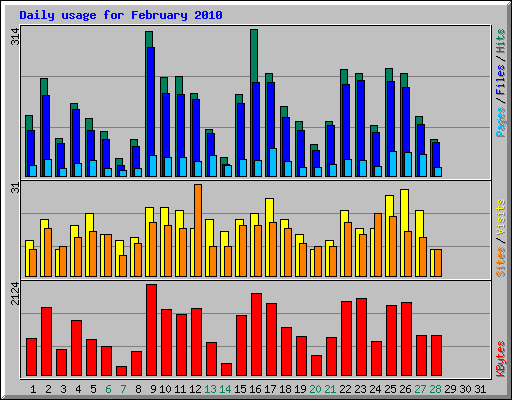 Daily usage for February 2010
314
Pages / Files / Hits
31
Sites / Visits
2124
KBytes
1 2 3 4 5 6 7 8 9 10 11 12 13 14 15 16 17 18 19 20 21 22 23 24 25 26 27 28 29 30 31